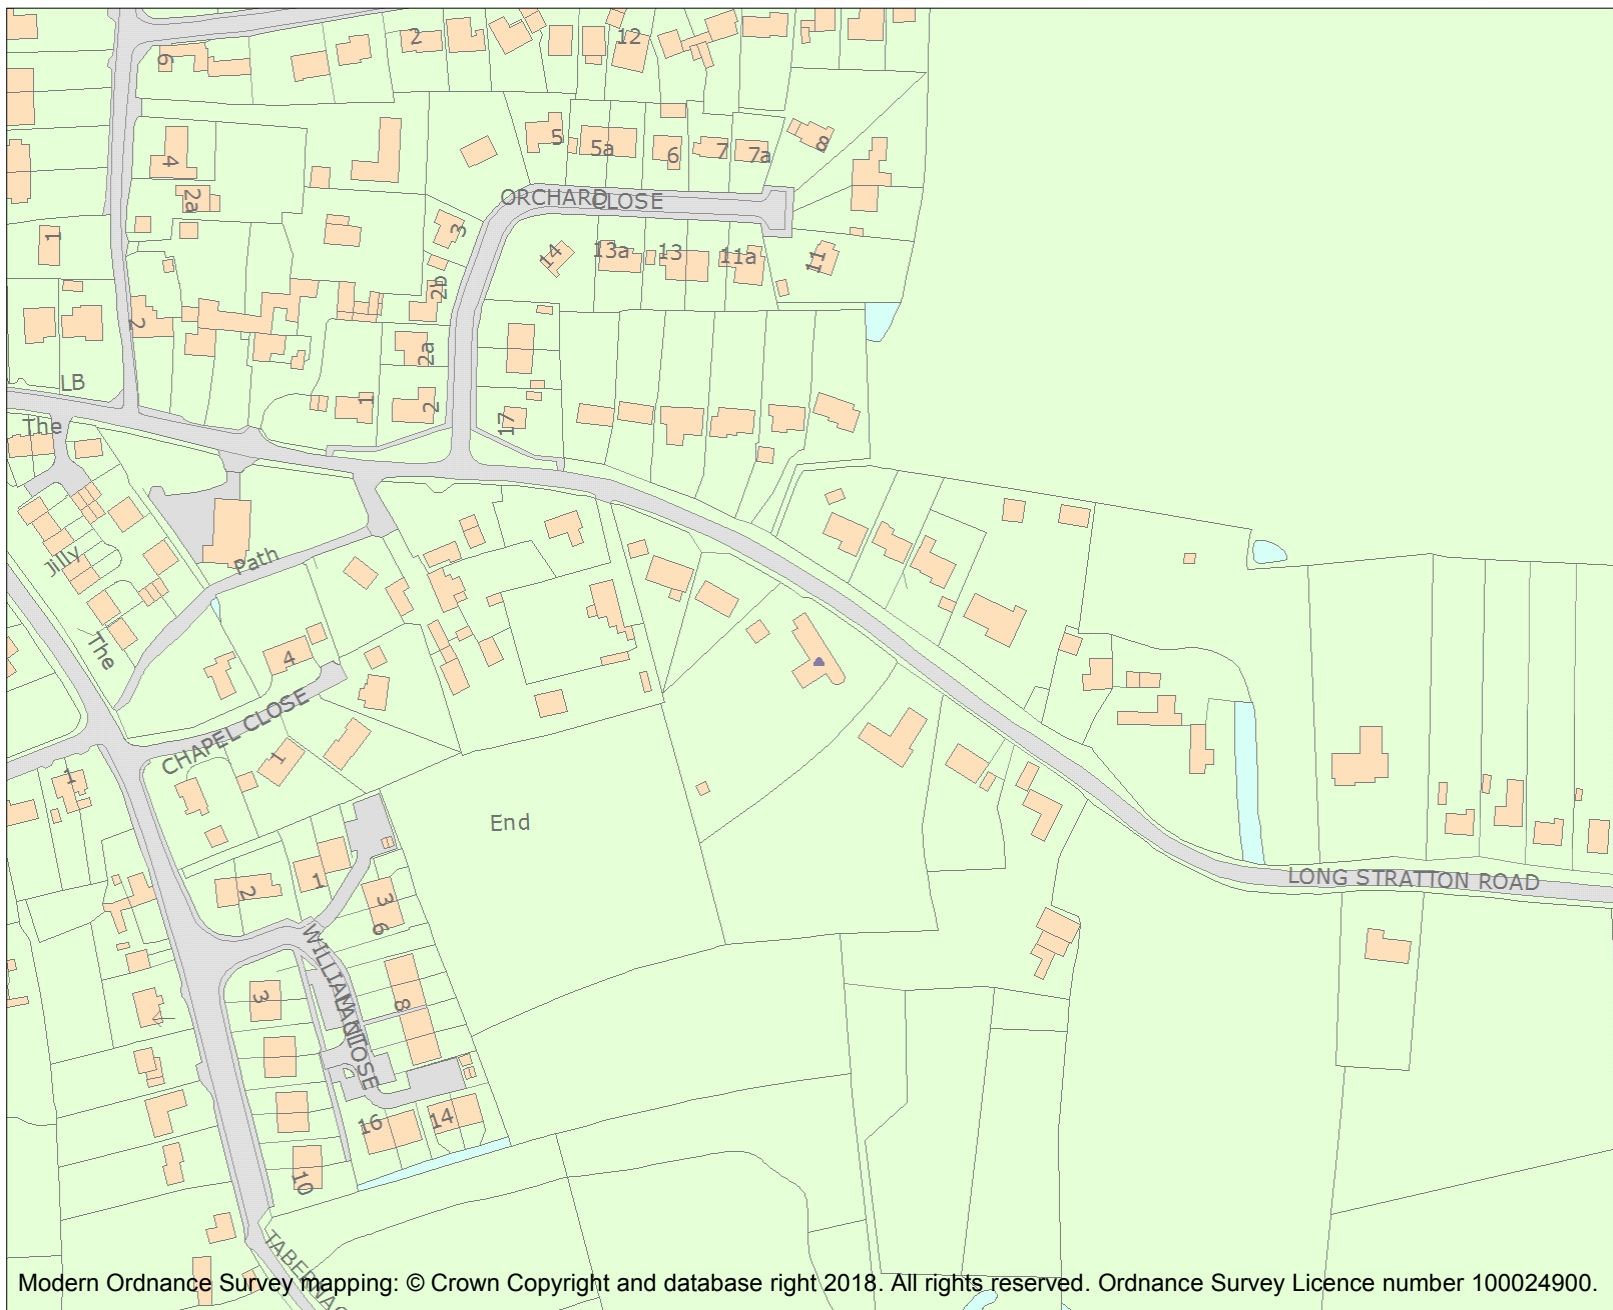 2
12
6
5
5a
6
7
7a
8
4
2a
ORCHARD CLOSE
3
1
14
13a
13
11a
11
2b
2
2a
LB
1
2
17
The
Jilly
Path
The
4
CHAPEL CLOSE
1
1
End
LONG STRATTON ROAD
2
1
3
6
3
8
16
14
10
Modern Ordnance Survey mapping: © Crown Copyright and database right 2018. All rights reserved. Ordnance Survey Licence number 100024900.